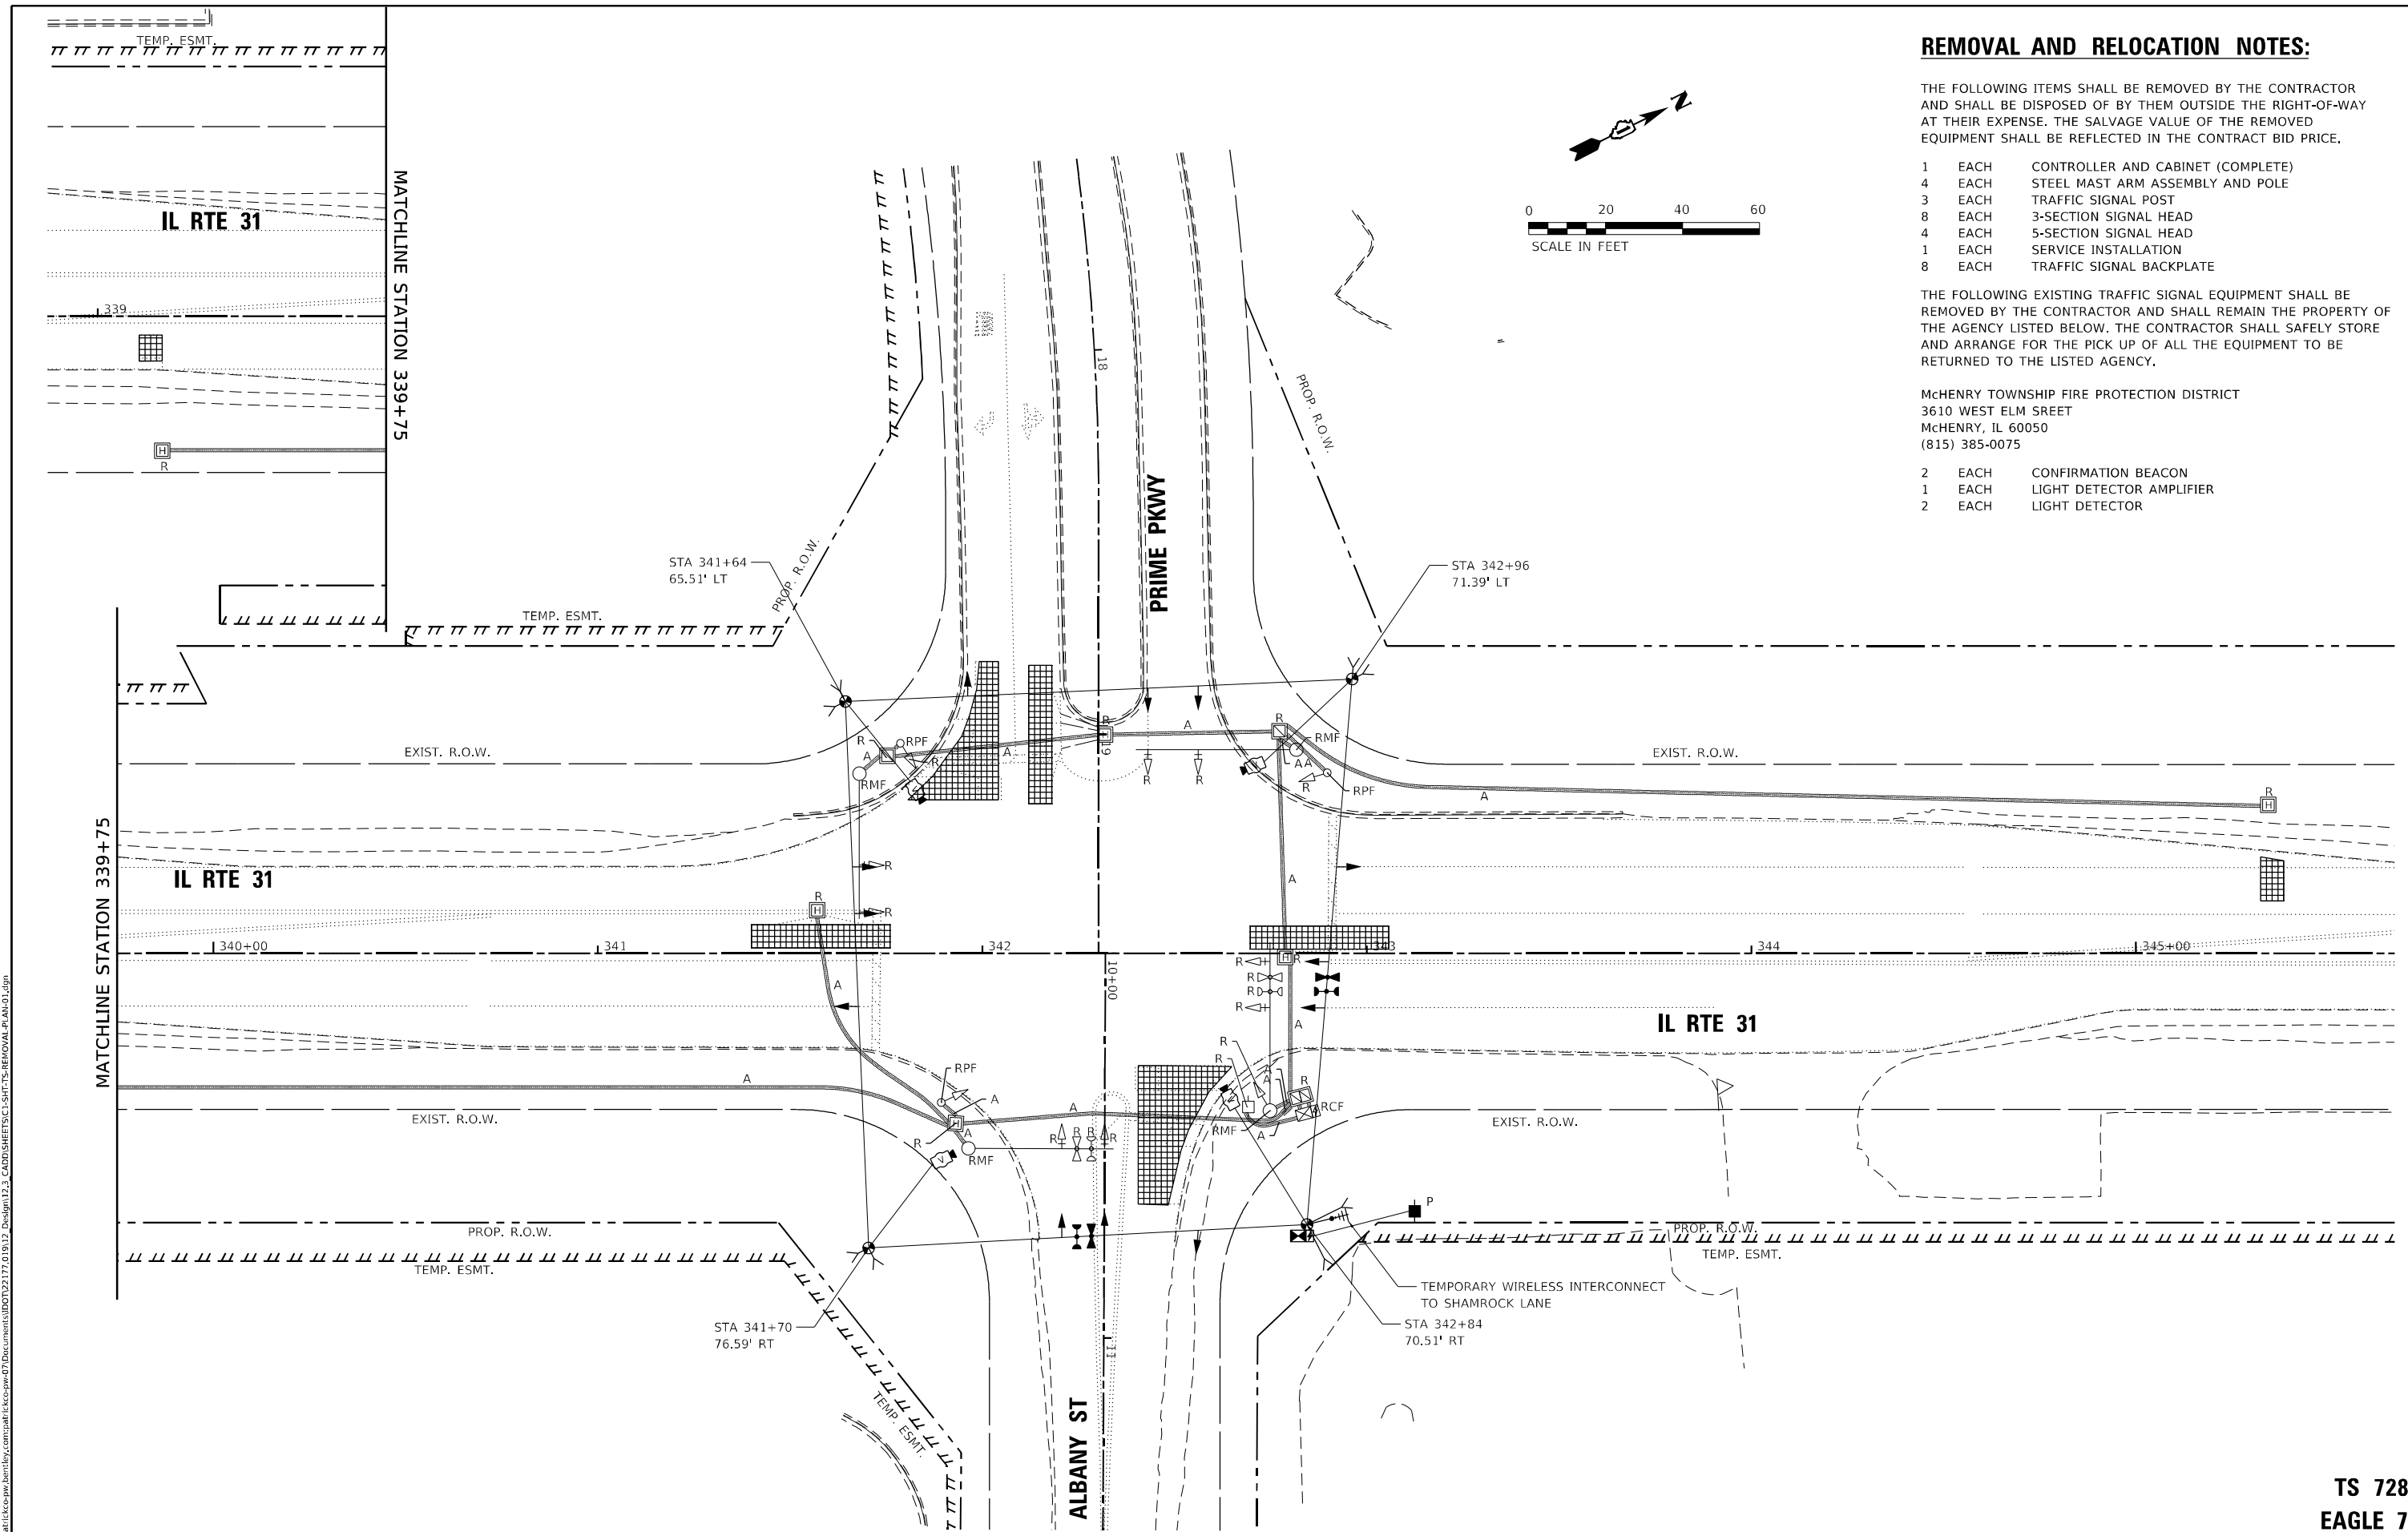 REMOVAL AND RELOCATION NOTES:
THE FOLLOWING ITEMS SHALL BE REMOVED BY THE CONTRACTOR
AND SHALL BE DISPOSED OF BY THEM OUTSIDE THE RIGHT-OF-WAY
AT THEIR EXPENSE. THE SALVAGE VALUE OF THE REMOVED
EQUIPMENT SHALL BE REFLECTED IN THE CONTRACT BID PRICE.
1 EACH CONTROLLER AND CABINET (COMPLETE)
4 EACH STEEL MAST ARM ASSEMBLY AND POLE
3 EACH TRAFFIC SIGNAL POST
8 EACH 3-SECTION SIGNAL HEAD
4 EACH 5-SECTION SIGNAL HEAD
1 EACH SERVICE INSTALLATION
8 EACH TRAFFIC SIGNAL BACKPLATE
THE FOLLOWING EXISTING TRAFFIC SIGNAL EQUIPMENT SHALL BE
REMOVED BY THE CONTRACTOR AND SHALL REMAIN THE PROPERTY OF
THE AGENCY LISTED BELOW. THE CONTRACTOR SHALL SAFELY STORE
AND ARRANGE FOR THE PICK UP OF ALL THE EQUIPMENT TO BE
RETURNED TO THE LISTED AGENCY.
McHENRY TOWNSHIP FIRE PROTECTION DISTRICT
3610 WEST ELM SREET
McHENRY, IL 60050
(815) 385-0075
2 EACH CONFIRMATION BEACON
1 EACH LIGHT DETECTOR AMPLIFIER
2 EACH LIGHT DETECTOR
TEMP. ESMT.
IL RTE 31
339
H
R
MATCHLINE STATION 339+75
N
0 20 40 60
SCALE IN FEET
18
PRIME PKWY
PROP. R.O.W.
PROP. R.O.W.
STA 341+64
65.51' LT
STA 342+96
71.39' LT
TEMP. ESMT.
EXIST. R.O.W.
EXIST. R.O.W.
R
RPF
A
R
RMF
A
R
19
A
R
RMF
AA
R
RPF
R
R
A
R
H
MATCHLINE STATION 339+75
IL RTE 31
R
R
R
H
A
A
340+00
341
342
343
344
345+00
10+00
H
R
R
R
R
R
A
IL RTE 31
A
EXIST. R.O.W.
RPF
A
H
R
A
RMF
V
A
R
R
R
R
R
R
A
A
R
RCF
RMF
A
EXIST. R.O.W.
P
PROP. R.O.W.
TEMP. ESMT.
PROP. R.O.W.
TEMP. ESMT.
TEMPORARY WIRELESS INTERCONNECT
TO SHAMROCK LANE
STA 341+70
76.59' RT
STA 342+84
70.51' RT
11
TEMP. ESMT.
ALBANY ST
TS 728
EAGLE 7